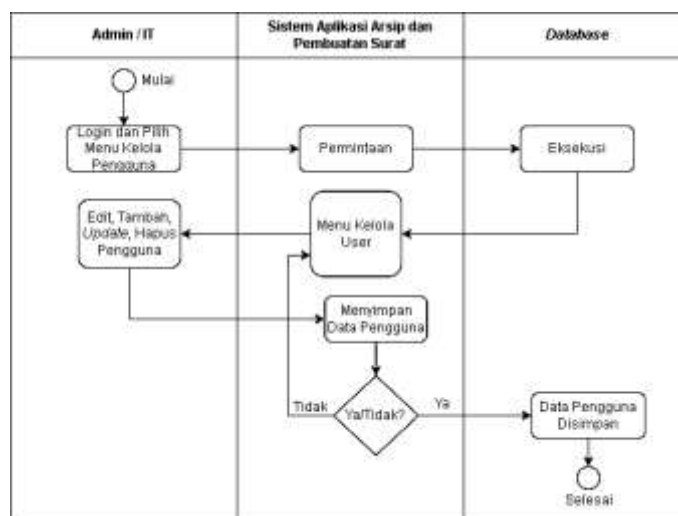 Admin / IT
Sistem Aplikasi Arsip dan
Pembuatan Surat
Database
Mulai
Login dan Pilih
Menu Kelola
Pengguna
Permintaan
Eksekusi
Edit, Tambah,
Update, Hapus
Pengguna
Menu Kelola
User
Menyimpan
Data Pengguna
Tidak
Ya/Tidak?
Ya
Data Pengguna
Disimpan
Selesai